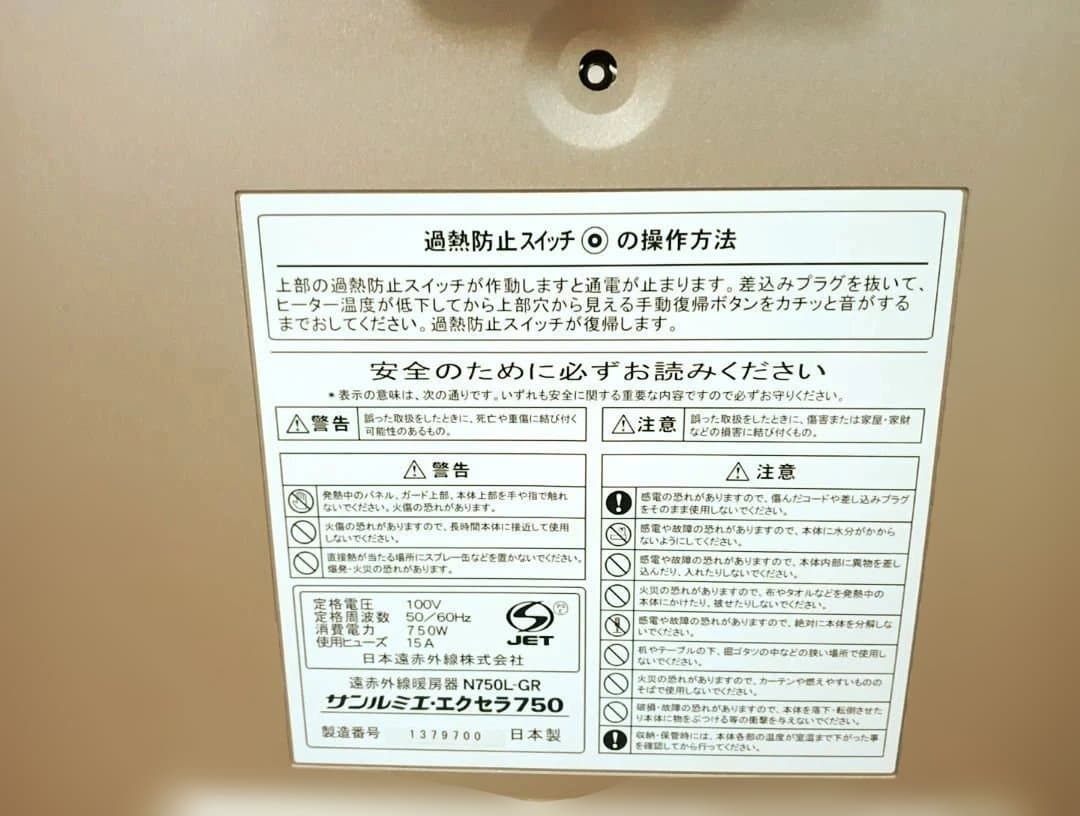 過熱防止スイッチ◎の操作方法
上部の過熱防止スイッチが作動しますと通電が止まります。差込みプラグを抜いて、
ヒーター温度が低下してから上部穴から見える手動復帰ボタンをカチッと音がする
までおしてください。過熱防止スイッチが復帰します。
安全のために必ずお読みください
*表示の意味は、次の通りです。いずれも安全に関する重要な内容ですので必ずお守りください。
⚠警告
誤った取扱をしたときに、死亡や重傷に結び付く
可能性のあるもの。
⚠注意
誤った取扱をしたときに、傷害または家屋・家財
などの損害に結び付くもの。
⚠警告
発熱中のパネル、ガード上部、本体上部を手や指で触れ
ないでください。火傷の恐れがあります。
火傷の恐れがありますので、長時間本体に接近して使用
しないでください。
直接熱が当たる場所にスプレー缶などを置かないでください。
爆発・火災の恐れがあります。
定格電圧 100V
定格周波数 50/60Hz
消費電力 750W
使用ヒューズ 15A
JET
日本遠赤外線株式会社
遠赤外線暖房器 N750L-GR
サンルミエ・エクセラ750
製造番号 1379700 日本製
⚠注意
感電の恐れがありますので、傷んだコードや差し込みプラグ
をそのまま使用しないでください。
感電や故障の恐れがありますので、本体に水分がかから
ないようにしてください。
感電や故障の恐れがありますので、本体内部に異物を差し
込んだり、入れたりしないでください。
火災の恐れがありますので、布やタオルなどを発熱中の
本体にかけたり、被せたりしないでください。
感電や故障の恐れがありますので、絶対に本体を分解しな
いでください。
机やテーブルの下、掘ゴタツの中などの狭い場所で使用し
ないでください。
火災の恐れがありますので、カーテンや燃えやすいものの
そばで使用しないでください。
破損・故障の恐れがありますので、本体を落下・転倒させた
り本体に物をぶつける等の衝撃を与えないでください。
収納・保管時には、本体各部の温度が室温まで下がった事
を確認してから行ってください。